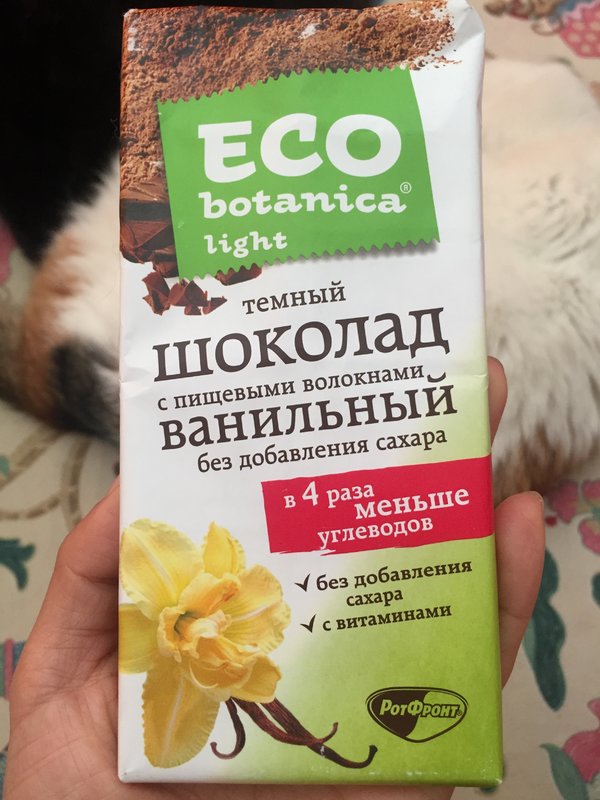 ECO
botanica®
light
темный
шоколад
с пищевыми волокнами
ванильный
без добавления сахара
в 4 раза
меньше
углеводов
✓ без добавления
сахара
✓ с витаминами
РотФронт®